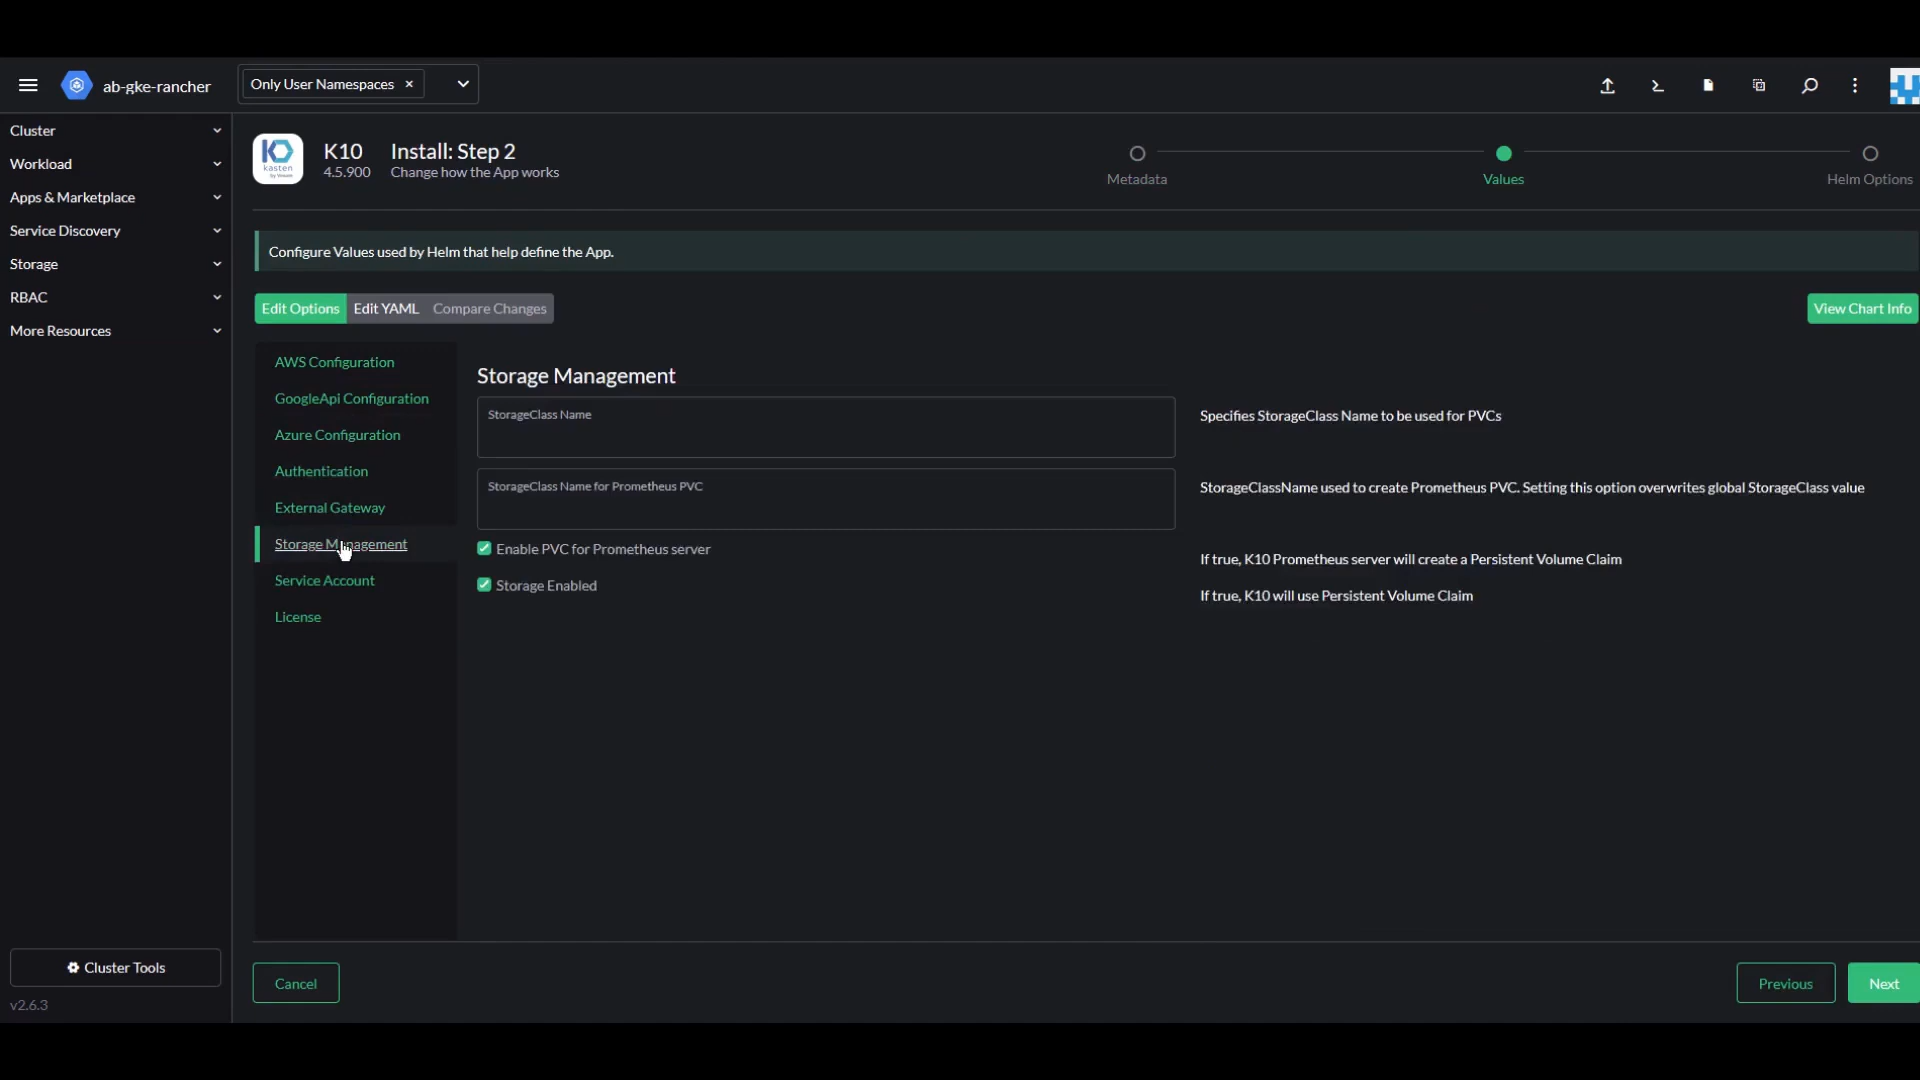 ab-gke-rancher
Only User Namespaces ×
Cluster
Workload
Apps & Marketplace
Service Discovery
Storage
RBAC
More Resources
Cluster Tools
v2.6.3
K10
kasten
by Veeam
K10
4.5.900
Install: Step 2
Change how the App works
Metadata
Values
Helm Options
Configure Values used by Helm that help define the App.
Edit Options
Edit YAML
Compare Changes
View Chart Info
AWS Configuration
GoogleApi Configuration
Azure Configuration
Authentication
External Gateway
Storage Management
Service Account
License
Storage Management
StorageClass Name
Specifies StorageClass Name to be used for PVCs
StorageClass Name for Prometheus PVC
StorageClassName used to create Prometheus PVC. Setting this option overwrites global StorageClass value
Enable PVC for Prometheus server
If true, K10 Prometheus server will create a Persistent Volume Claim
Storage Enabled
If true, K10 will use Persistent Volume Claim
Cancel
Previous
Next